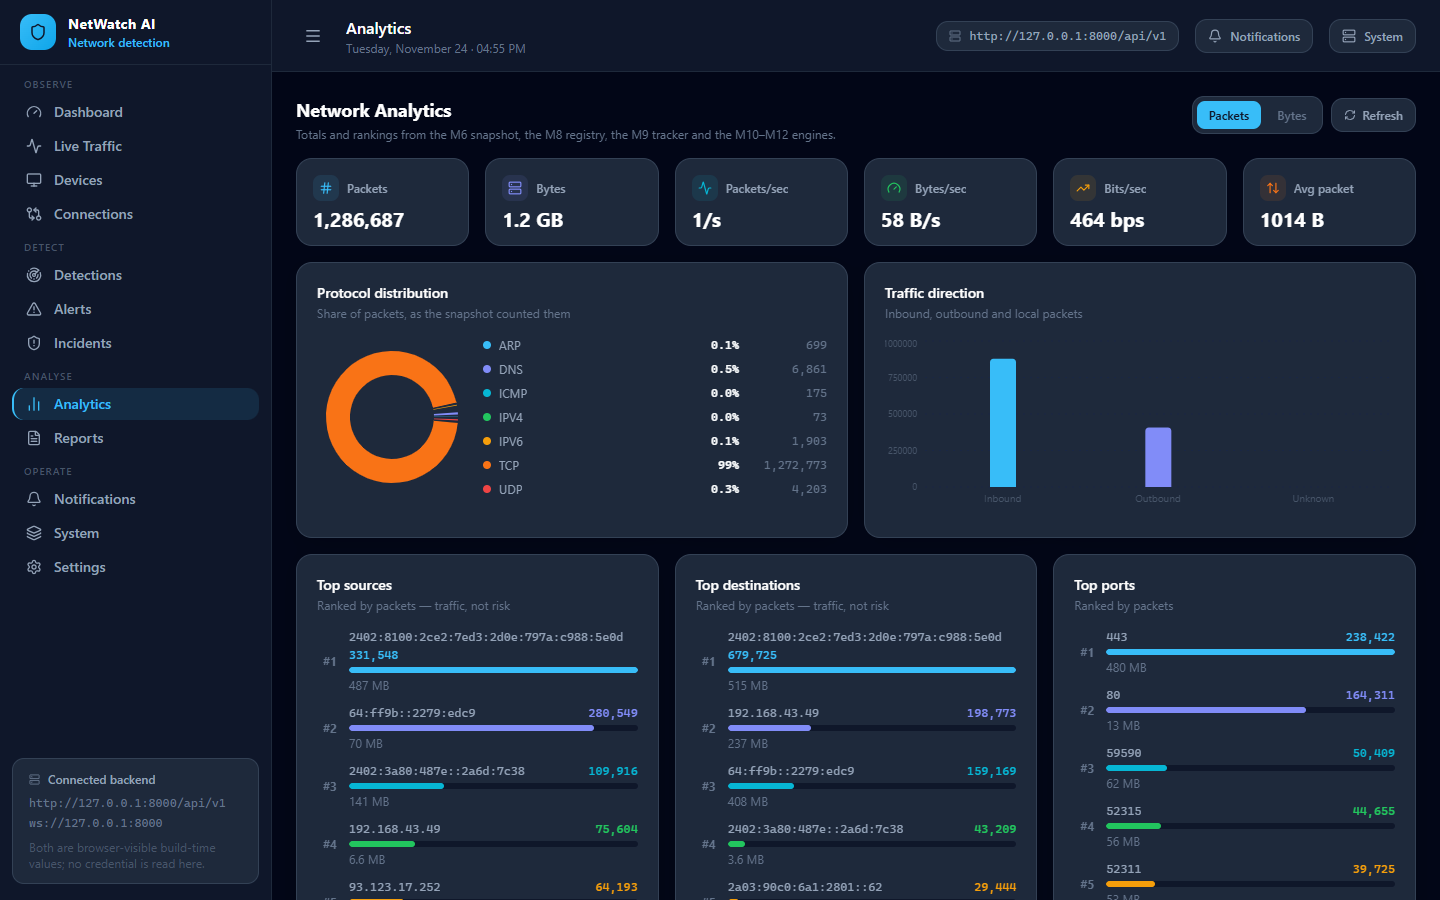 NetWatch AI
Network detection
OBSERVE
Dashboard
Live Traffic
Devices
Connections
DETECT
Detections
Alerts
Incidents
ANALYSE
Analytics
Reports
OPERATE
Notifications
System
Settings
Connected backend
http://127.0.0.1:8000/api/v1
ws://127.0.0.1:8000
Both are browser-visible build-time
values; no credential is read here.
Analytics
Tuesday, November 24 · 04:55 PM
http://127.0.0.1:8000/api/v1
Notifications
System
Network Analytics
Totals and rankings from the M6 snapshot, the M8 registry, the M9 tracker and the M10–M12 engines.
Packets
Bytes
Refresh
Packets
1,286,687
Bytes
1.2 GB
Packets/sec
1/s
Bytes/sec
58 B/s
Bits/sec
464 bps
Avg packet
1014 B
Protocol distribution
Share of packets, as the snapshot counted them
ARP 0.1% 699
DNS 0.5% 6,861
ICMP 0.0% 175
IPV4 0.0% 73
IPV6 0.1% 1,903
TCP 99% 1,272,773
UDP 0.3% 4,203
Traffic direction
Inbound, outbound and local packets
1000000
750000
500000
250000
0
Inbound Outbound Unknown
Top sources
Ranked by packets — traffic, not risk
2402:8100:2ce2:7ed3:2d0e:797a:c988:5e0d
331,548
#1
487 MB
64:ff9b::2279:edc9 280,549
#2
70 MB
2402:3a80:487e::2a6d:7c38 109,916
#3
141 MB
192.168.43.49 75,604
#4
6.6 MB
93.123.17.252 64,193
Top destinations
Ranked by packets — traffic, not risk
2402:8100:2ce2:7ed3:2d0e:797a:c988:5e0d
679,725
#1
515 MB
192.168.43.49 198,773
#2
237 MB
64:ff9b::2279:edc9 159,169
#3
408 MB
2402:3a80:487e::2a6d:7c38 43,209
#4
3.6 MB
2a03:90c0:6a1:2801::62 29,444
Top ports
Ranked by packets
443 238,422
#1
480 MB
80 164,311
#2
13 MB
59590 50,409
#3
62 MB
52315 44,655
#4
56 MB
52311 39,725
#5